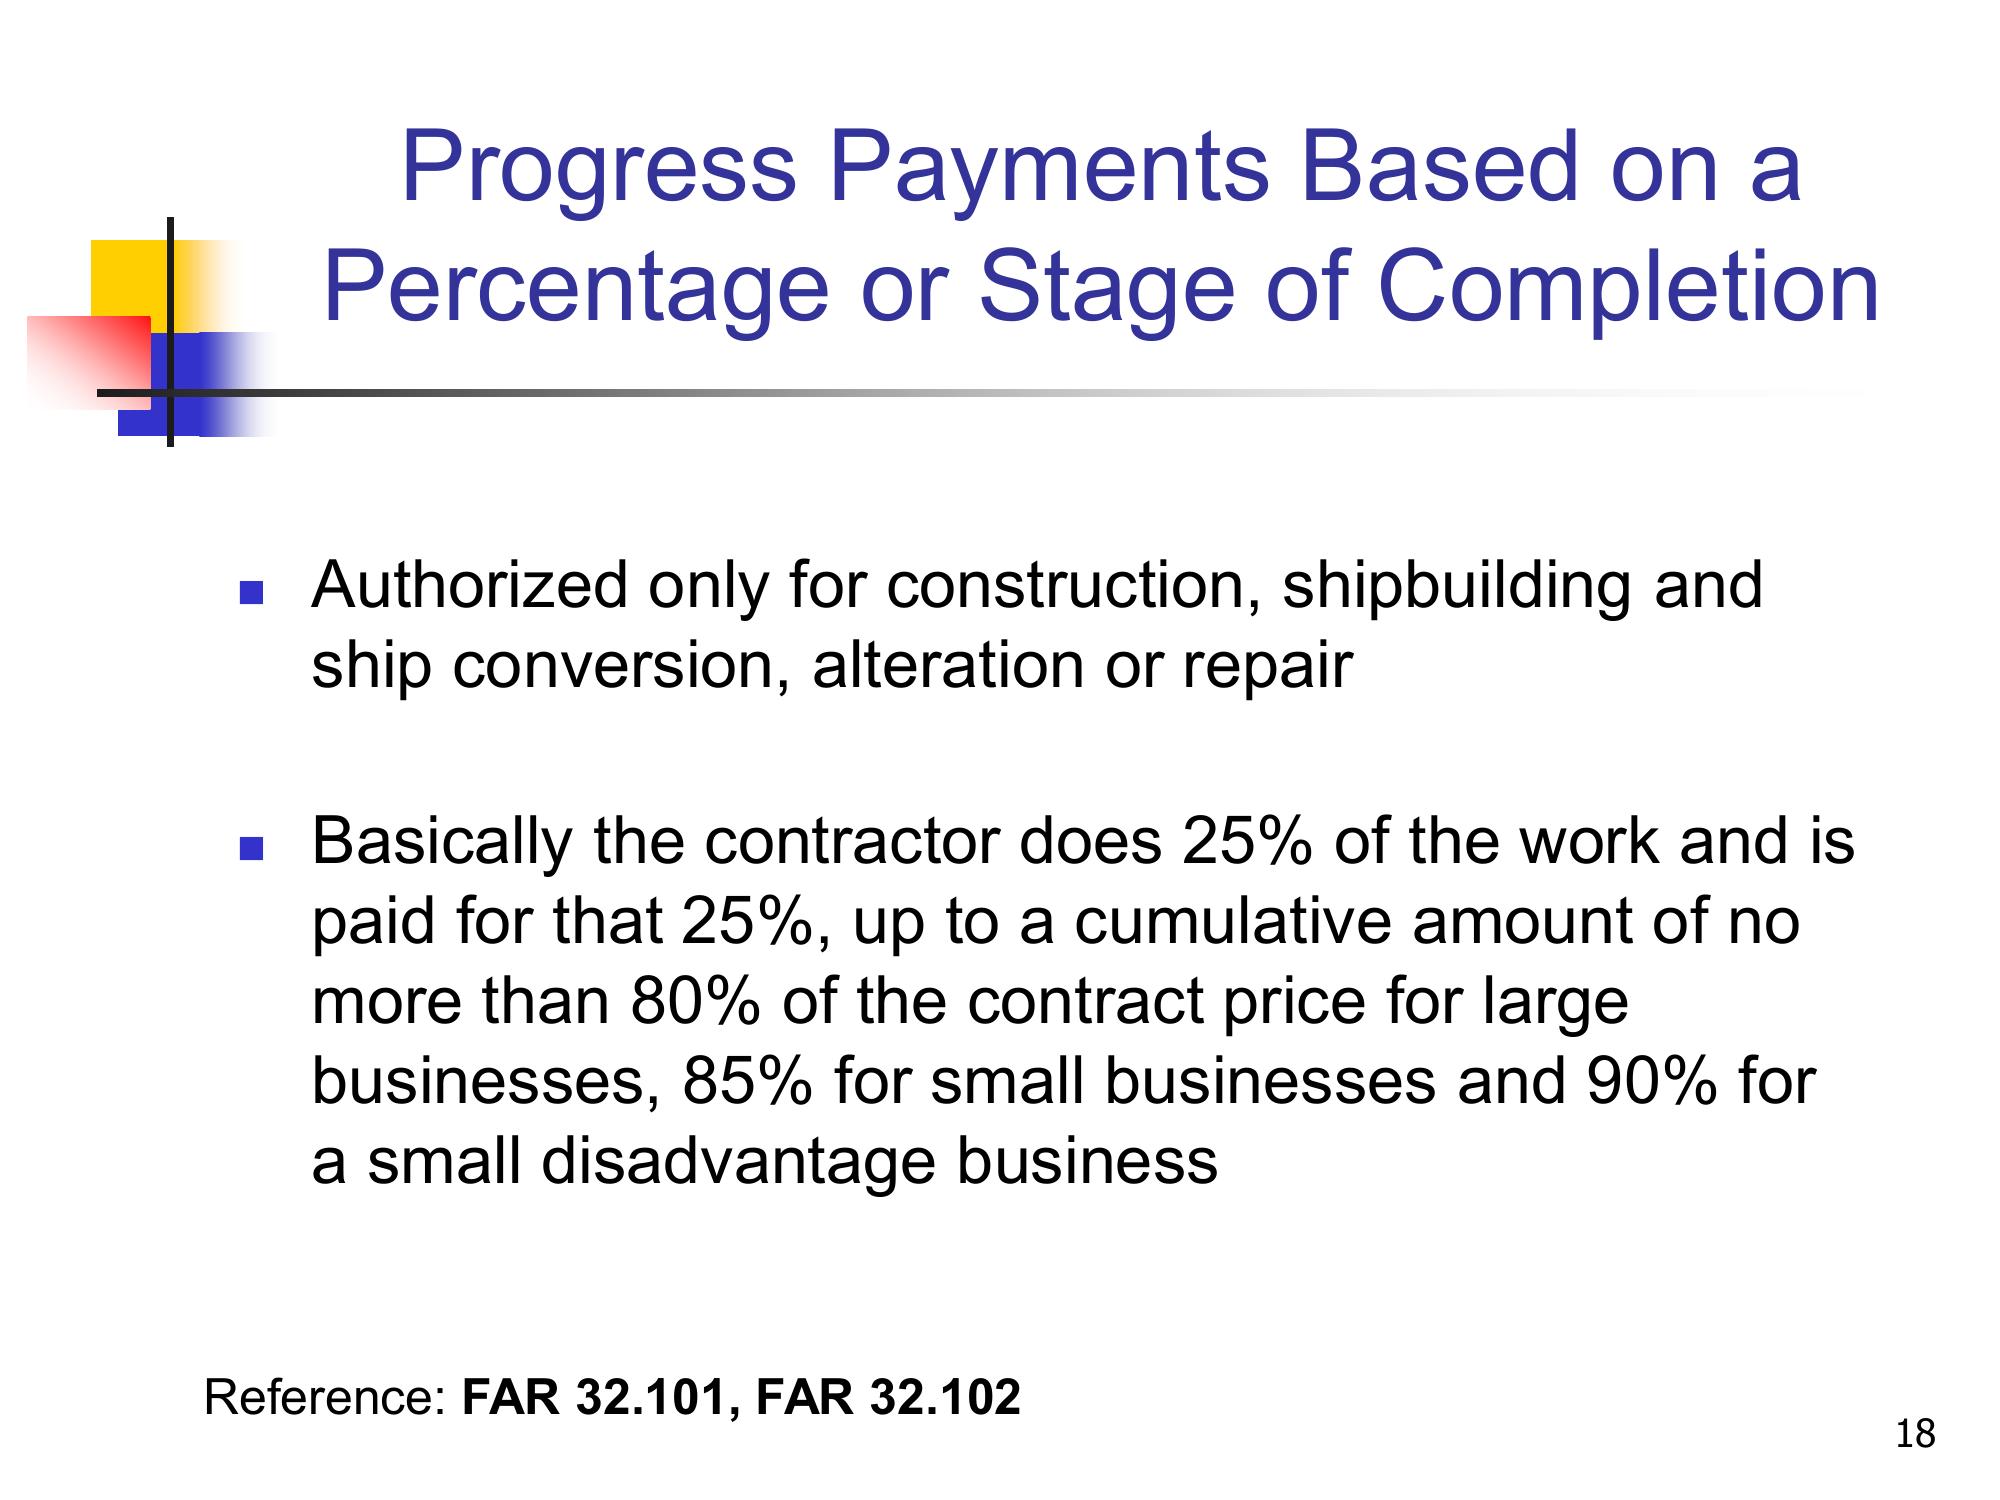 Progress Payments Based on a
Percentage or Stage of Completion
Authorized only for construction, shipbuilding and
ship conversion, alteration or repair
Basically the contractor does 25% of the work and is
paid for that 25%, up to a cumulative amount of no
more than 80% of the contract price for large
businesses, 85% for small businesses and 90% for
a small disadvantage business
Reference: FAR 32.101, FAR 32.102
18